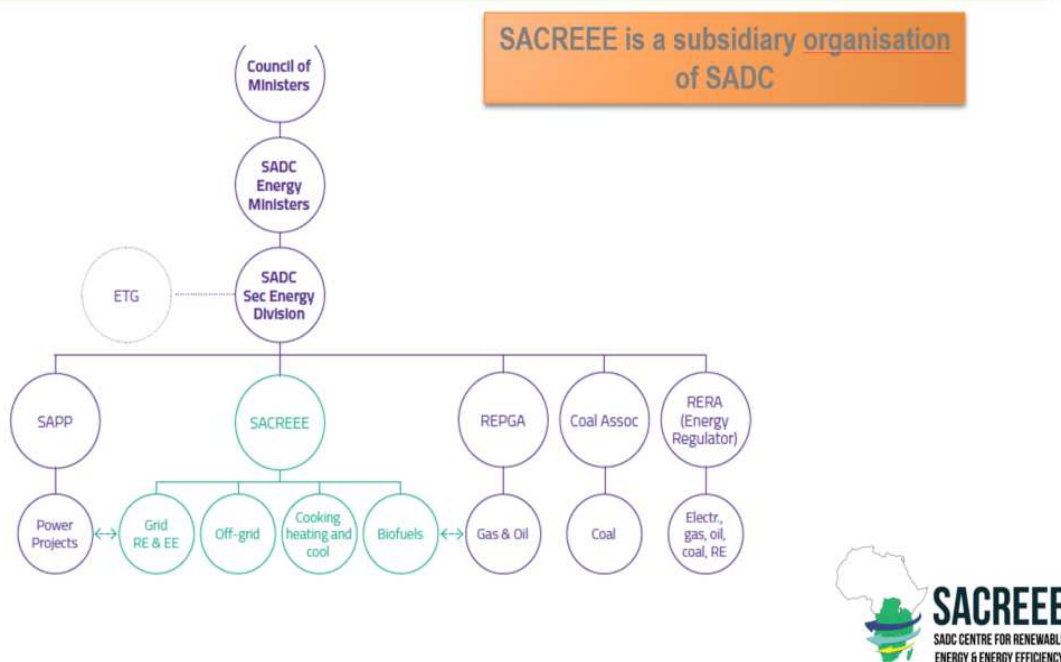 SACREEE is a subsidiary organisation
of SADC
Council of
Ministers
SADC
Energy
Ministers
ETG
SADC
Sec Energy
Division
SAPP
SACREEE
REPGA
Coal Assoc
RERA
(Energy
Regulator)
Power
Projects
Grid
RE & EE
Off-grid
Cooking
heating and
cool
Biofuels
Gas & Oil
Coal
Electr.,
gas, oil,
coal, RE
SACREEE
SADC CENTRE FOR RENEWABLE
ENERGY & ENERGY EFFICIENCY